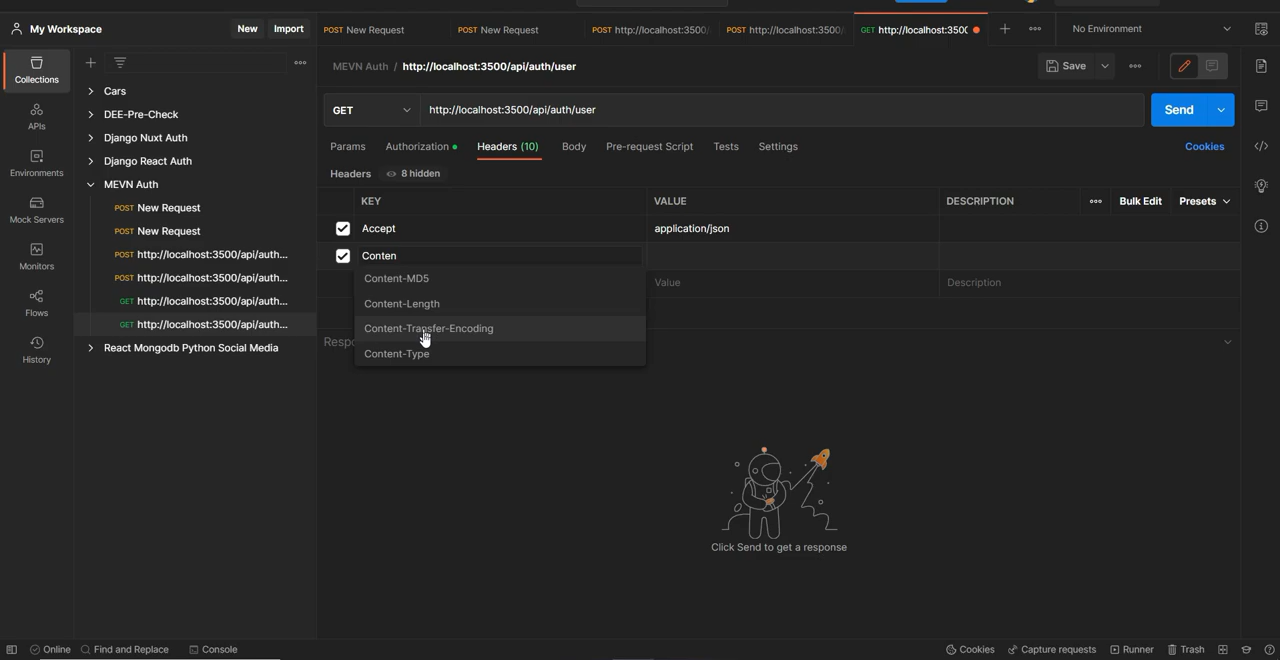 My Workspace
New
Import
POST New Request
POST New Request
POST http://localhost:3500/
POST http://localhost:3500/
GET http://localhost:350(
No Environment
Collections
APIs
Environments
Mock Servers
Monitors
Flows
History
Cars
DEE-Pre-Check
Django Nuxt Auth
Django React Auth
MEVN Auth
POST New Request
POST New Request
POST http://localhost:3500/api/auth...
POST http://localhost:3500/api/auth...
GET http://localhost:3500/api/auth...
GET http://localhost:3500/api/auth...
React Mongodb Python Social Media
MEVN Auth / http://localhost:3500/api/auth/user
Save
GET
http://localhost:3500/api/auth/user
Send
Params
Authorization
Headers (10)
Body
Pre-request Script
Tests
Settings
Cookies
Headers
8 hidden
KEY
VALUE
DESCRIPTION
Bulk Edit
Presets
Accept
application/json
Conten
Content-MD5
Content-Length
Content-Transfer-Encoding
Content-Type
Value
Description
Resp
Click Send to get a response
Online
Find and Replace
Console
Cookies
Capture requests
Runner
Trash